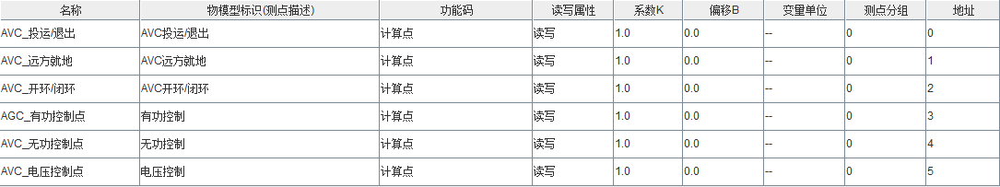 名称 物模型标识(测点描述) 功能码 读写属性 系数K 偏移B 变量单位 测点分组 地址
AVC_投运/退出 AVC投运/退出 计算点 读写 1.0 0.0 -- 0 0
AVC_远方就地 AVC远方就地 计算点 读写 1.0 0.0 -- 0 1
AVC_开环/闭环 AVC开环/闭环 计算点 读写 1.0 0.0 -- 0 2
AGC_有功控制点 有功控制 计算点 读写 1.0 0.0 -- 0 3
AVC_无功控制点 无功控制 计算点 读写 1.0 0.0 -- 0 4
AVC_电压控制点 电压控制 计算点 读写 1.0 0.0 -- 0 5